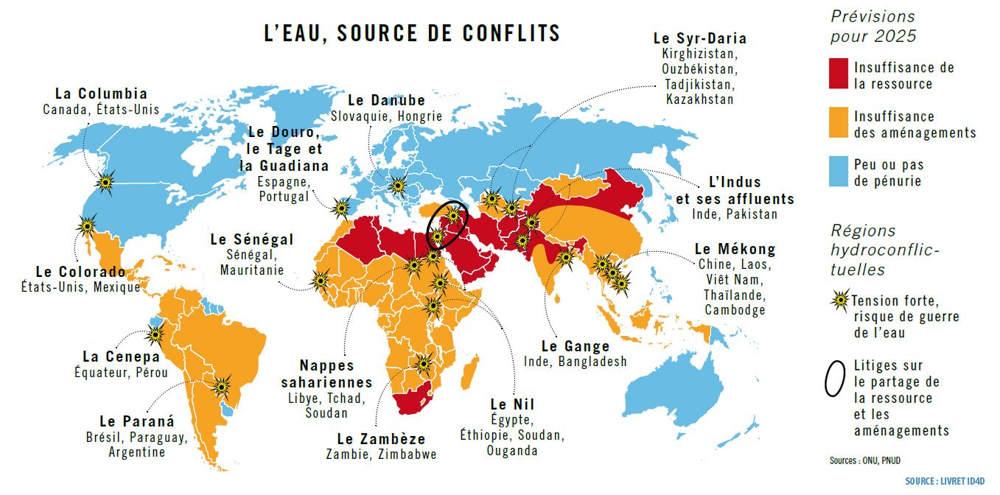 L'EAU, SOURCE DE CONFLITS
La Columbia
Canada, États-Unis
Le Danube
Slovaquie, Hongrie
Le Syr-Daria
Kirghizistan,
Ouzbékistan,
Tadjikistan,
Kazakhstan
Le Douro,
le Tage et
la Guadiana
Espagne,
Portugal
L'Indus
et ses affluents
Inde, Pakistan
Le Sénégal
Sénégal,
Mauritanie
Le Mékong
Chine, Laos,
Viêt Nam,
Thaïlande,
Cambodge
Le Colorado
États-Unis, Mexique
La Cenepa
Équateur, Pérou
Nappes
sahariennes
Libye, Tchad,
Soudan
Le Gange
Inde, Bangladesh
Le Paraná
Brésil, Paraguay,
Argentine
Le Zambèze
Zambie, Zimbabwe
Le Nil
Égypte,
Éthiopie, Soudan,
Ouganda
Prévisions
pour 2025
Insuffisance de
la ressource
Insuffisance
des aménagements
Peu ou pas
de pénurie
Régions
hydroconflic-
tuelles
Tension forte,
risque de guerre
de l'eau
Litiges sur
le partage de
la ressource
et les
aménagements
Sources : ONU, PNUD
SOURCE : LIVRET ID4D